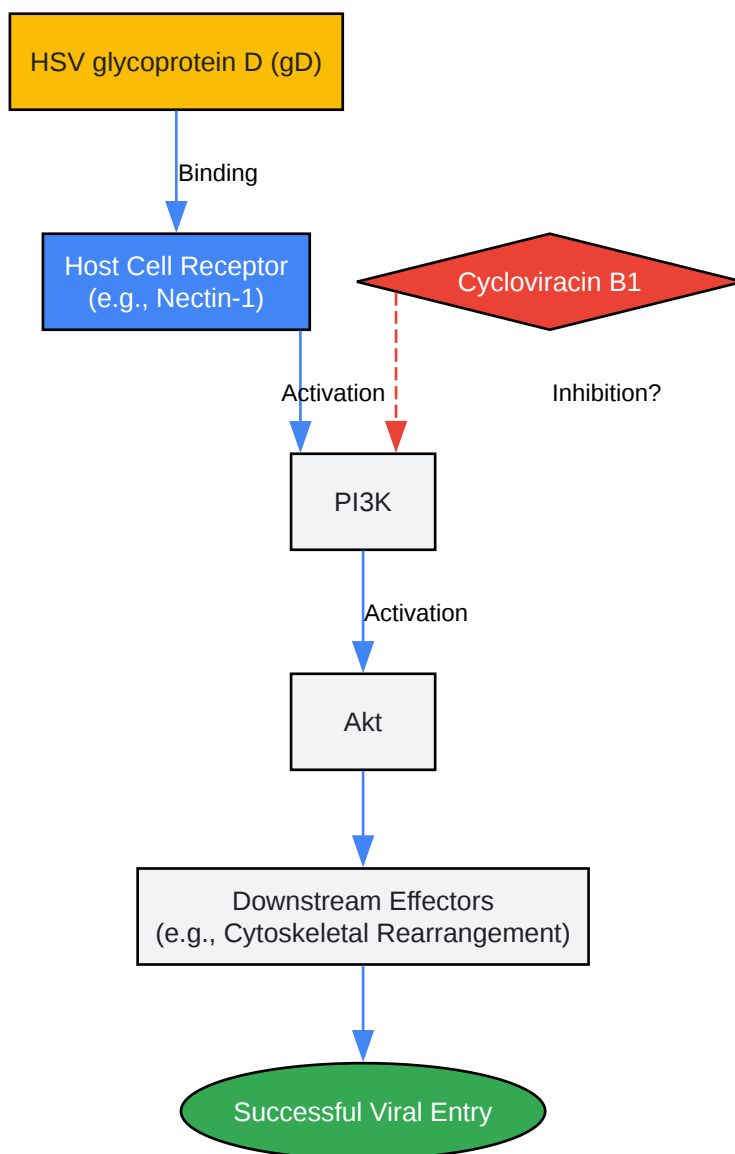 HSV glycoprotein D (gD)
Binding
Host Cell Receptor
(e.g., Nectin-1)
Cycloviracin B1
Activation
Inhibition?
PI3K
Activation
Akt
Downstream Effectors
(e.g., Cytoskeletal Rearrangement)
Successful Viral Entry